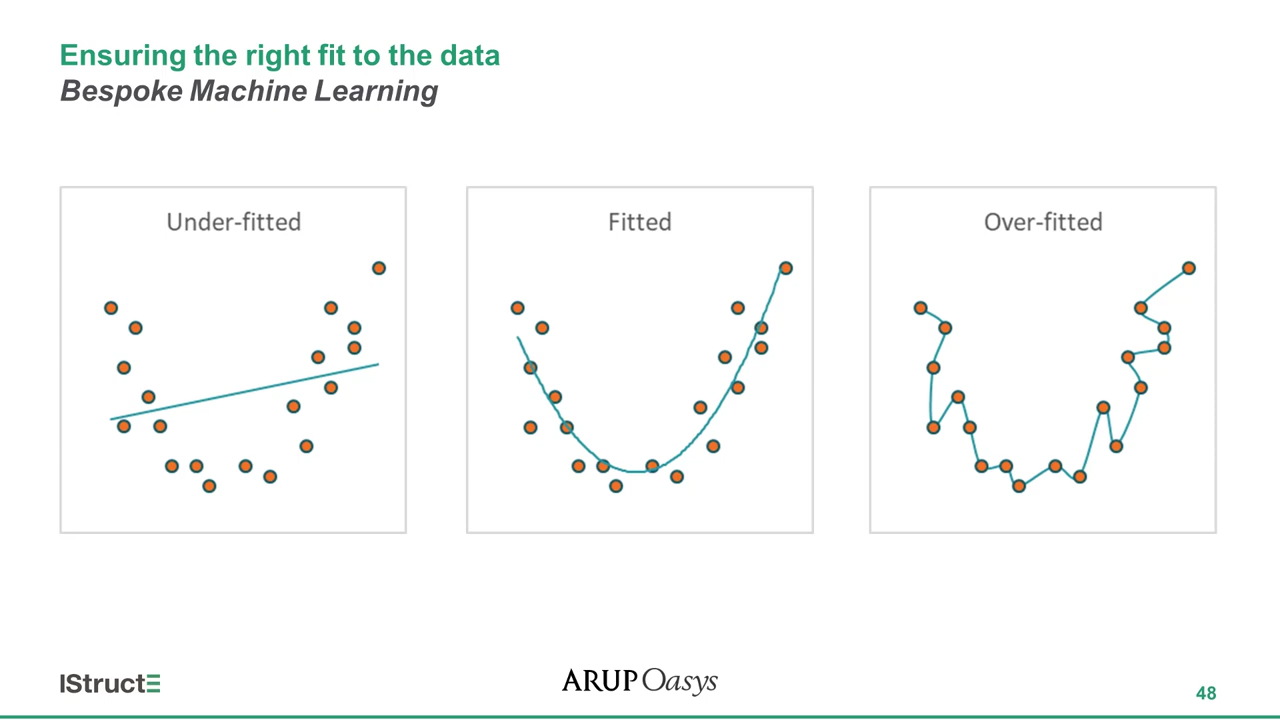 Ensuring the right fit to the data
Bespoke Machine Learning
Under-fitted
Fitted
Over-fitted
IStructE
ARUP Oasys
48